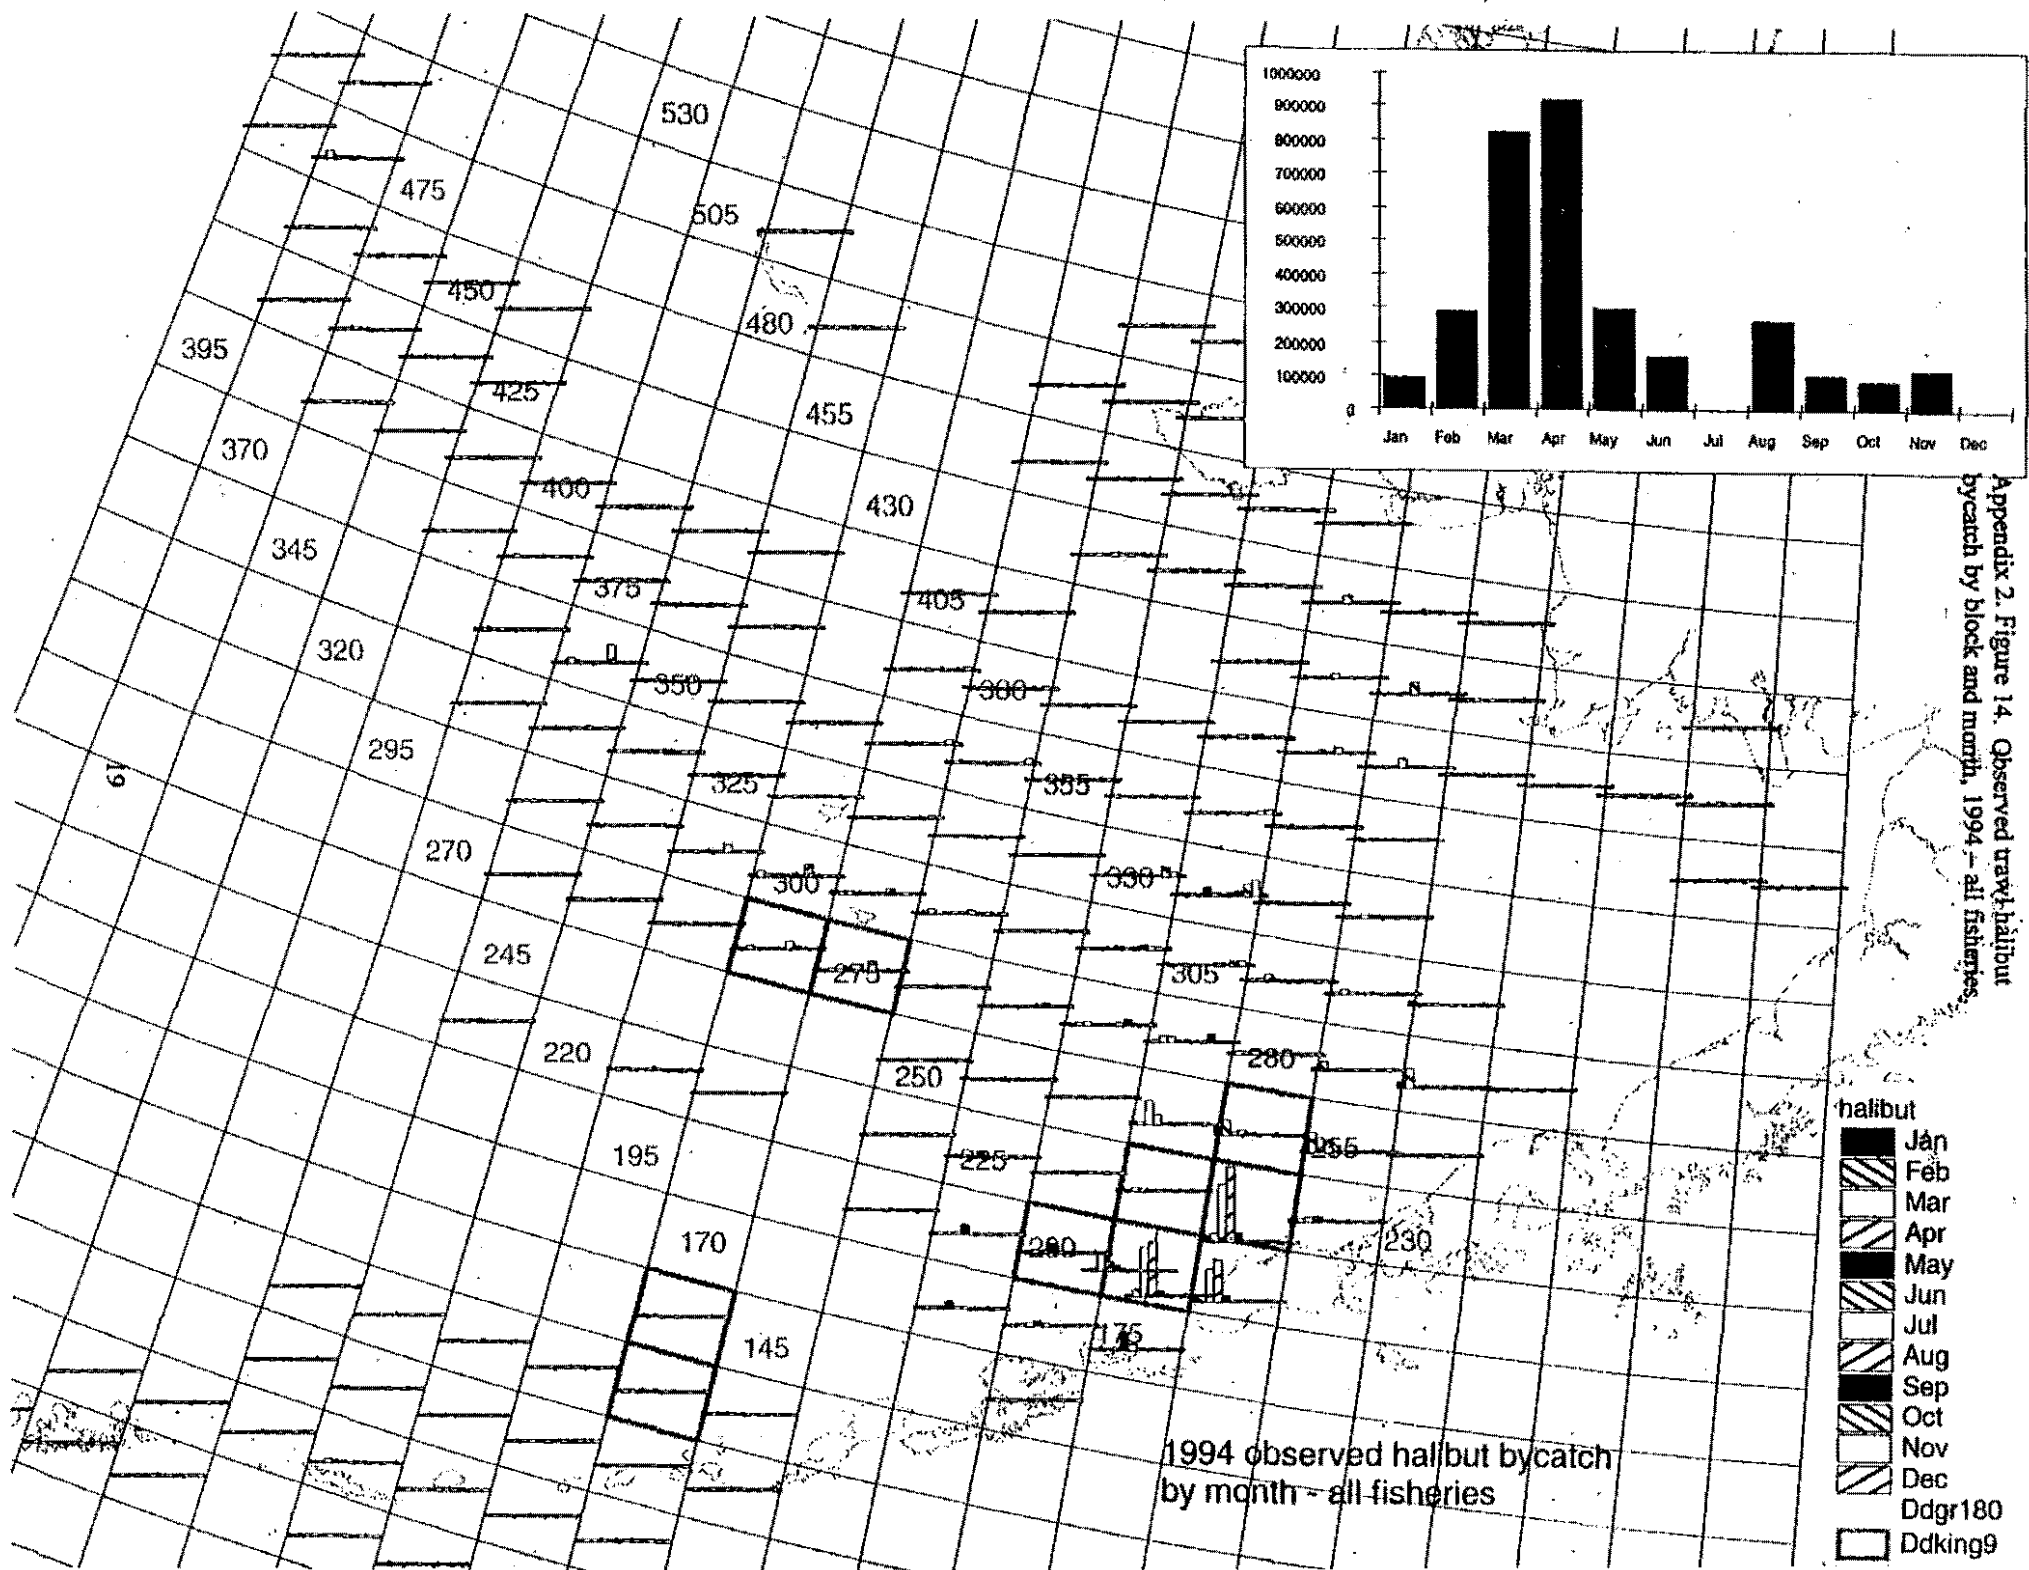 530
475
505
450
480
395
425
455
370
400
430
345
375
405
320
350
380
295
325
355
19
270
300
330
245
275
305
220
250
280
195
225
255
170
200
230
145
175
1000000
900000
800000
700000
600000
500000
400000
300000
200000
100000
0
Jan Feb Mar Apr May Jun Jul Aug Sep Oct Nov Dec
Appendix 2. Figure 14. Observed trawl halibut
bycatch by block and month, 1994 - all fisheries.
1994 observed halibut bycatch
by month - all fisheries
halibut
Jan
Feb
Mar
Apr
May
Jun
Jul
Aug
Sep
Oct
Nov
Dec
Ddgr180
Ddking9